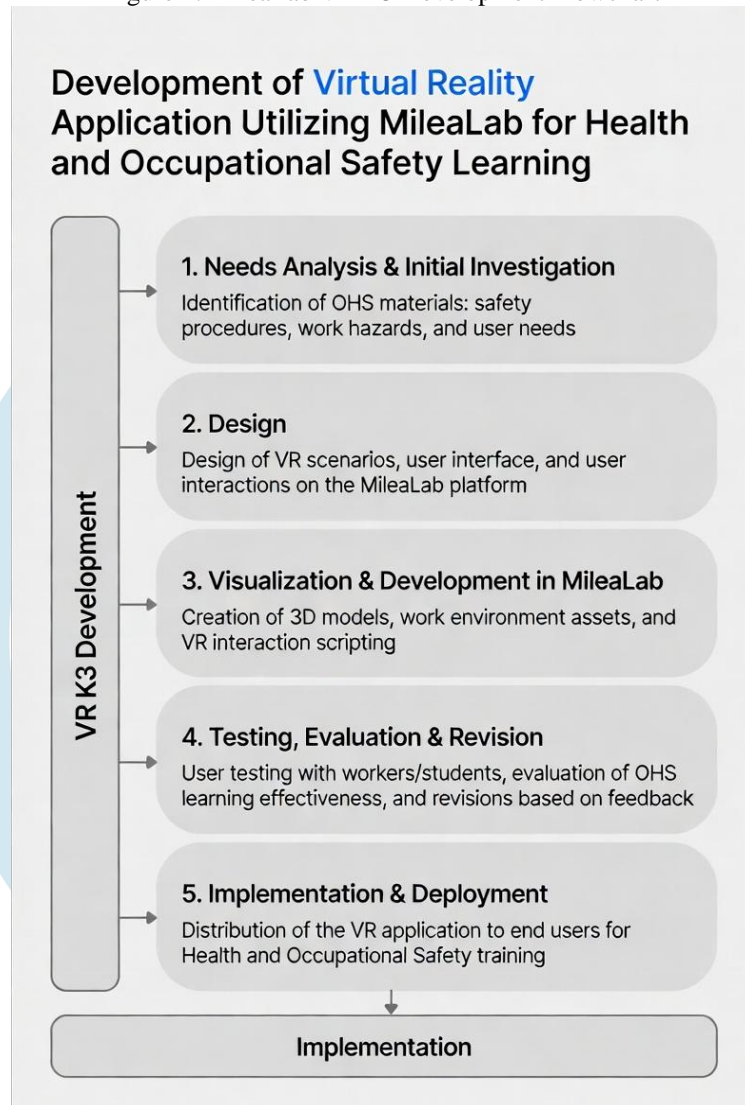 Development of Virtual Reality
Application Utilizing MileaLab for Health
and Occupational Safety Learning
VR K3 Development
1. Needs Analysis & Initial Investigation
Identification of OHS materials: safety
procedures, work hazards, and user needs
2. Design
Design of VR scenarios, user interface, and user
interactions on the MileaLab platform
3. Visualization & Development in MileaLab
Creation of 3D models, work environment assets, and
VR interaction scripting
4. Testing, Evaluation & Revision
User testing with workers/students, evaluation of OHS
learning effectiveness, and revisions based on feedback
5. Implementation & Deployment
Distribution of the VR application to end users for
Health and Occupational Safety training
Implementation